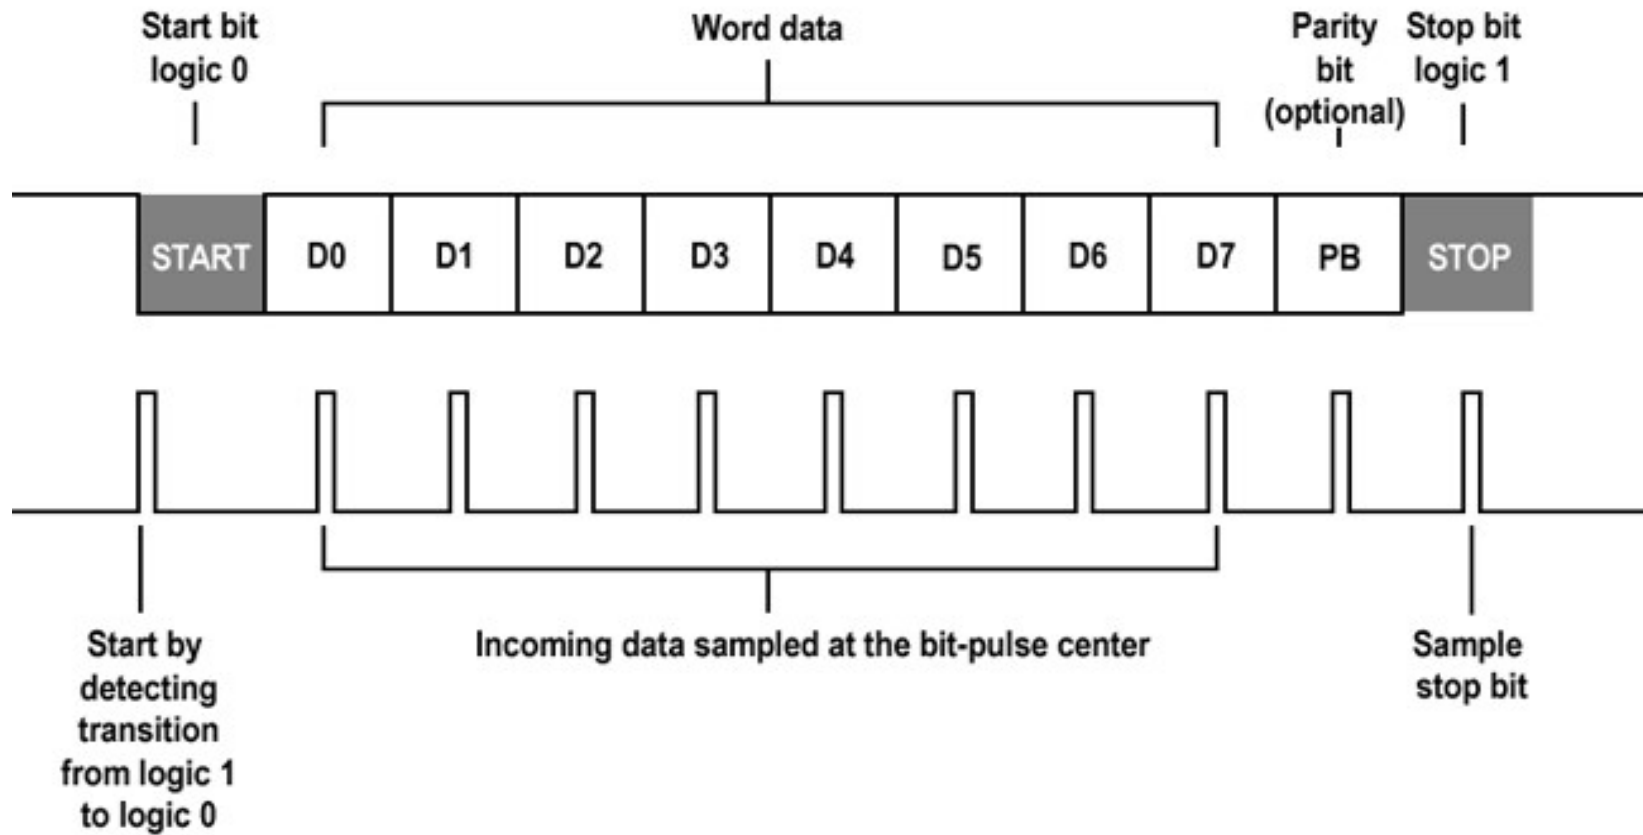 Start bit
logic 0
Word data
Parity
bit
(optional)
Stop bit
logic 1
START D0 D1 D2 D3 D4 D5 D6 D7 PB STOP
Start by
detecting
transition
from logic 1
to logic 0
Incoming data sampled at the bit-pulse center
Sample
stop bit